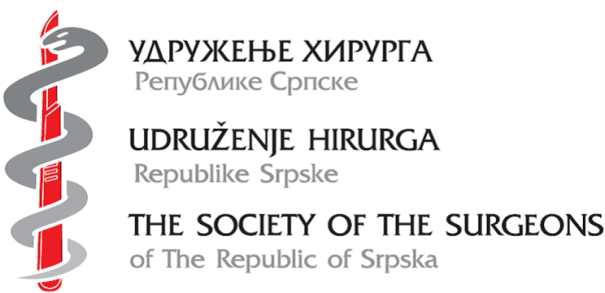 УДРУЖЕЊЕ ХИРУРГА
Републике Српске
UDRUŽENJE HIRURGA
Republike Srpske
THE SOCIETY OF THE SURGEONS
of The Republic of Srpska